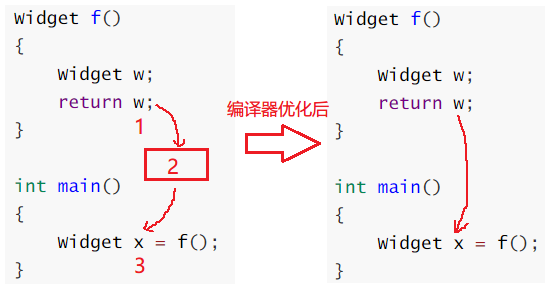 Widget f()
{
    Widget w;
    return w;
}
1
2
int main()
{
    Widget x = f();
}
3
编译器优化后
Widget f()
{
    Widget w;
    return w;
}
int main()
{
    Widget x = f();
}